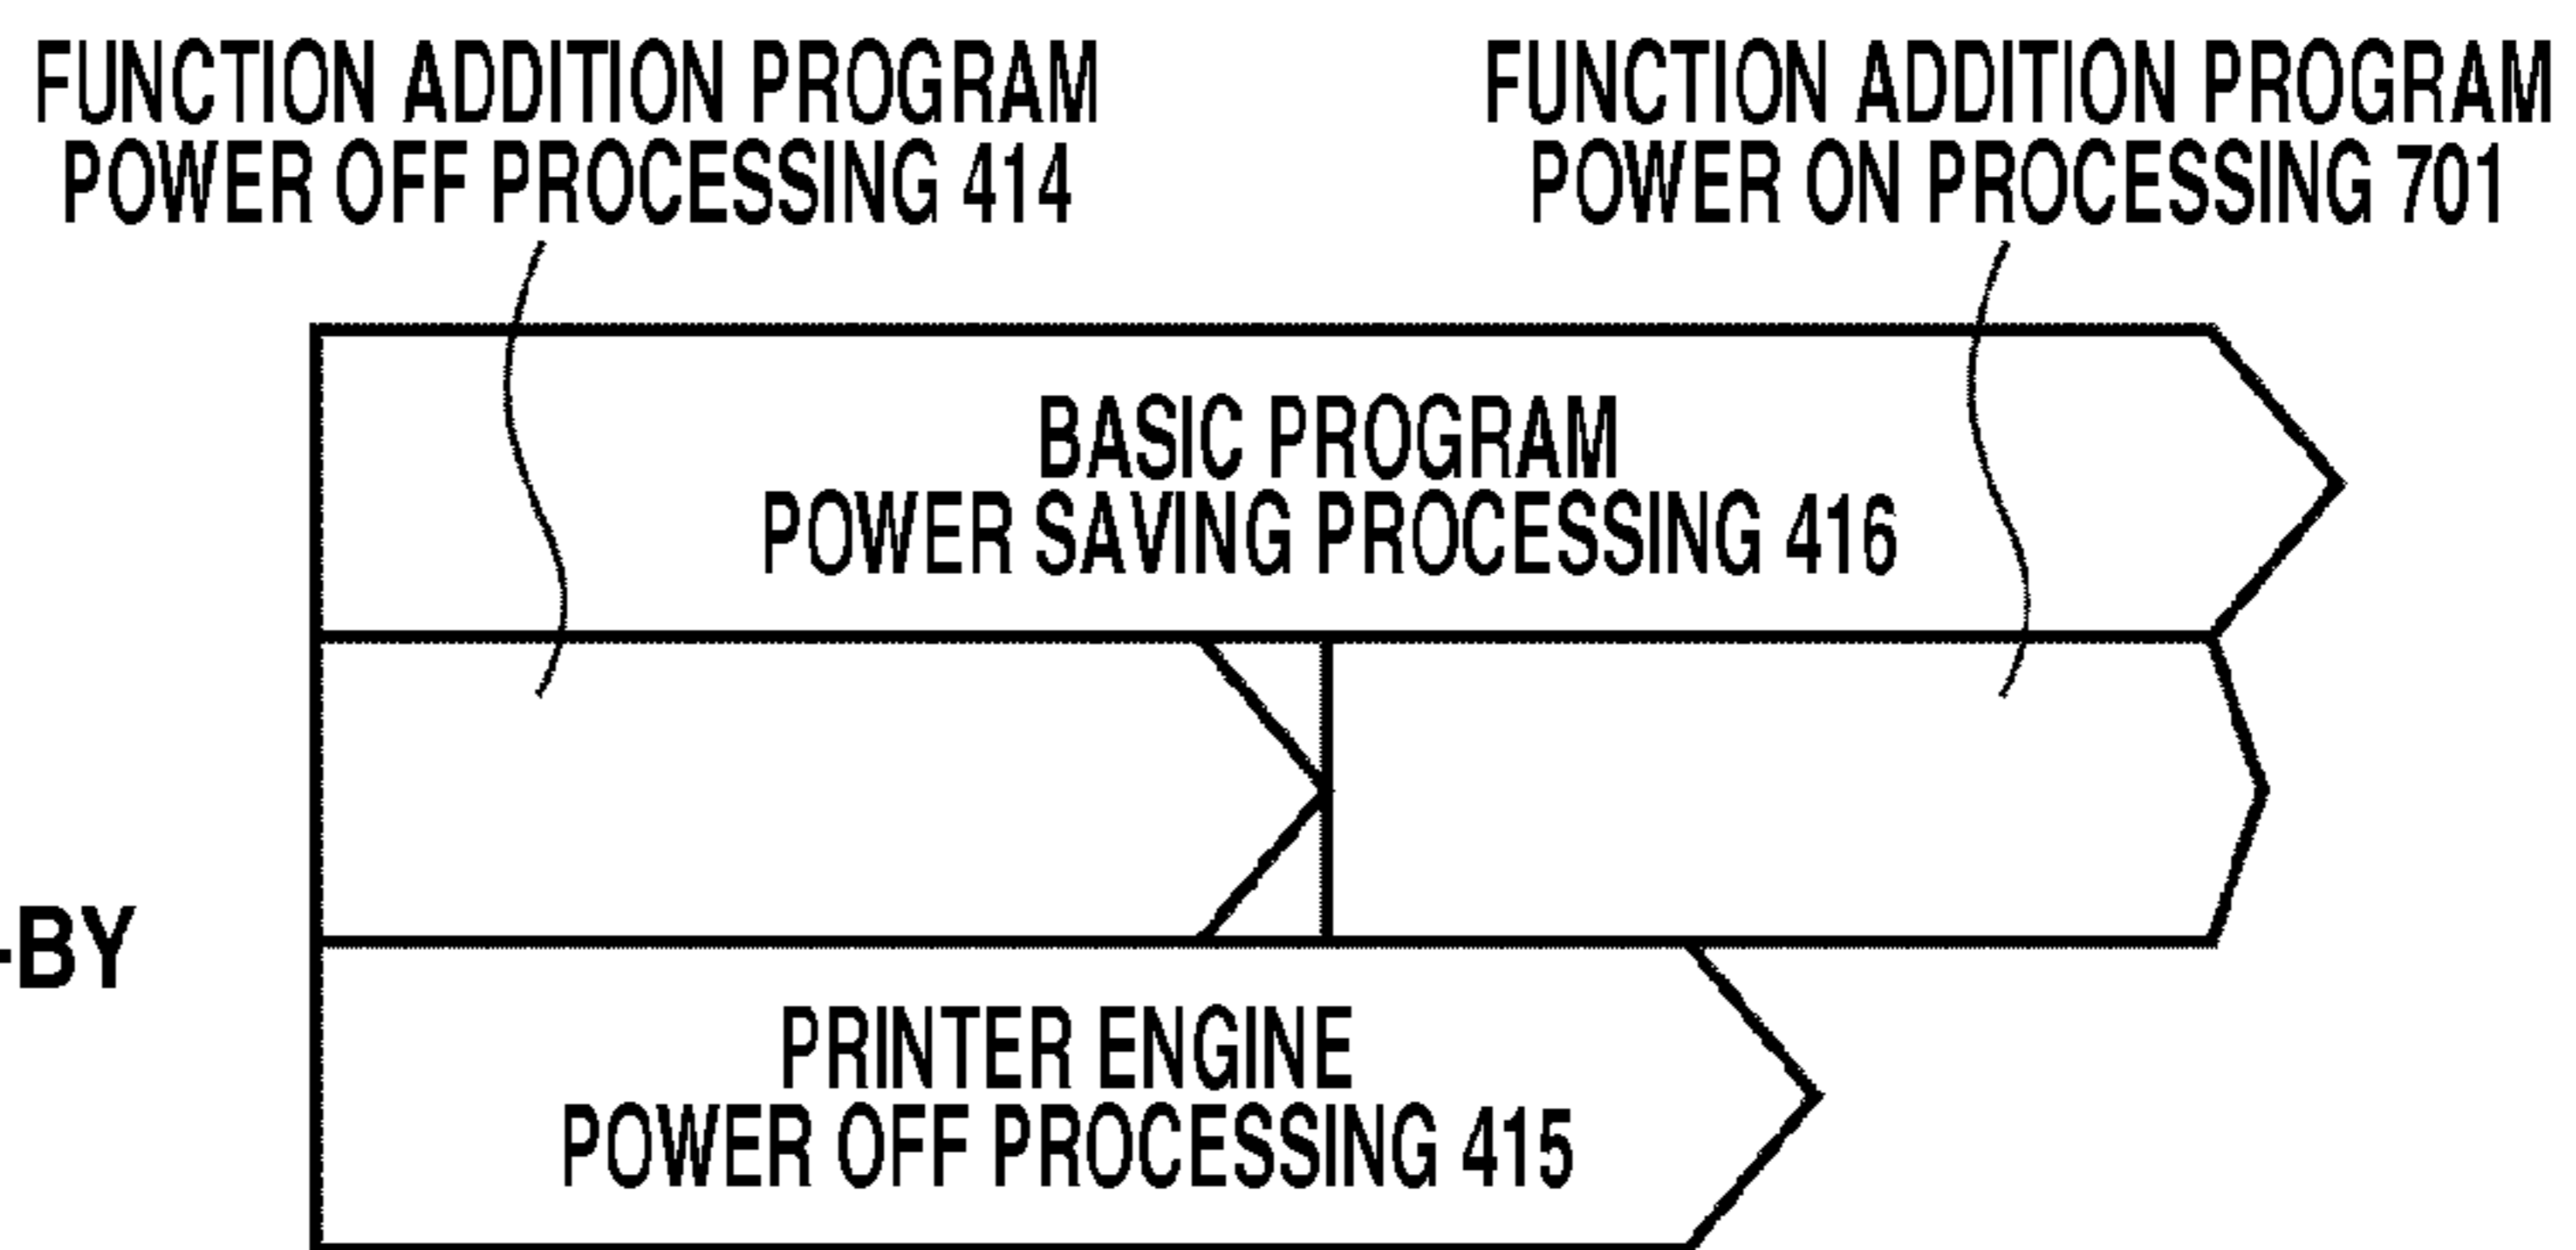 FUNCTION ADDITION PROGRAM
POWER OFF PROCESSING 414
FUNCTION ADDITION PROGRAM
POWER ON PROCESSING 701
BASIC PROGRAM
POWER SAVING PROCESSING 416
-BY
PRINTER ENGINE
POWER OFF PROCESSING 415